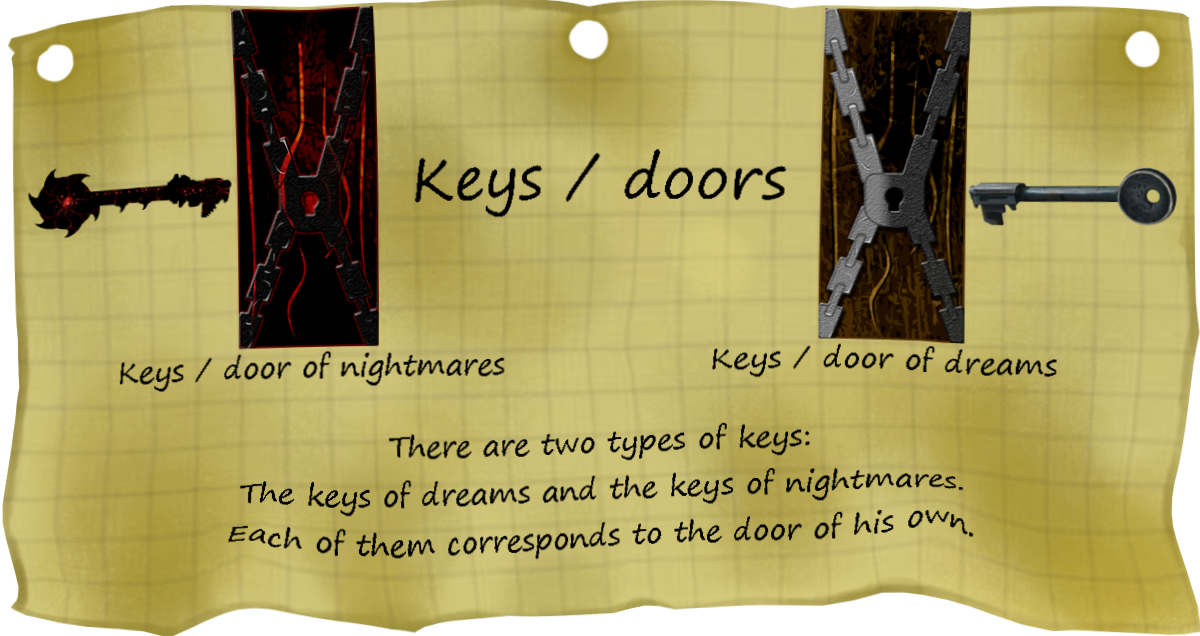 Keys / doors
Keys / door of nightmares
Keys / door of dreams
There are two types of keys:
The keys of dreams and the keys of nightmares.
Each of them corresponds to the door of his own.